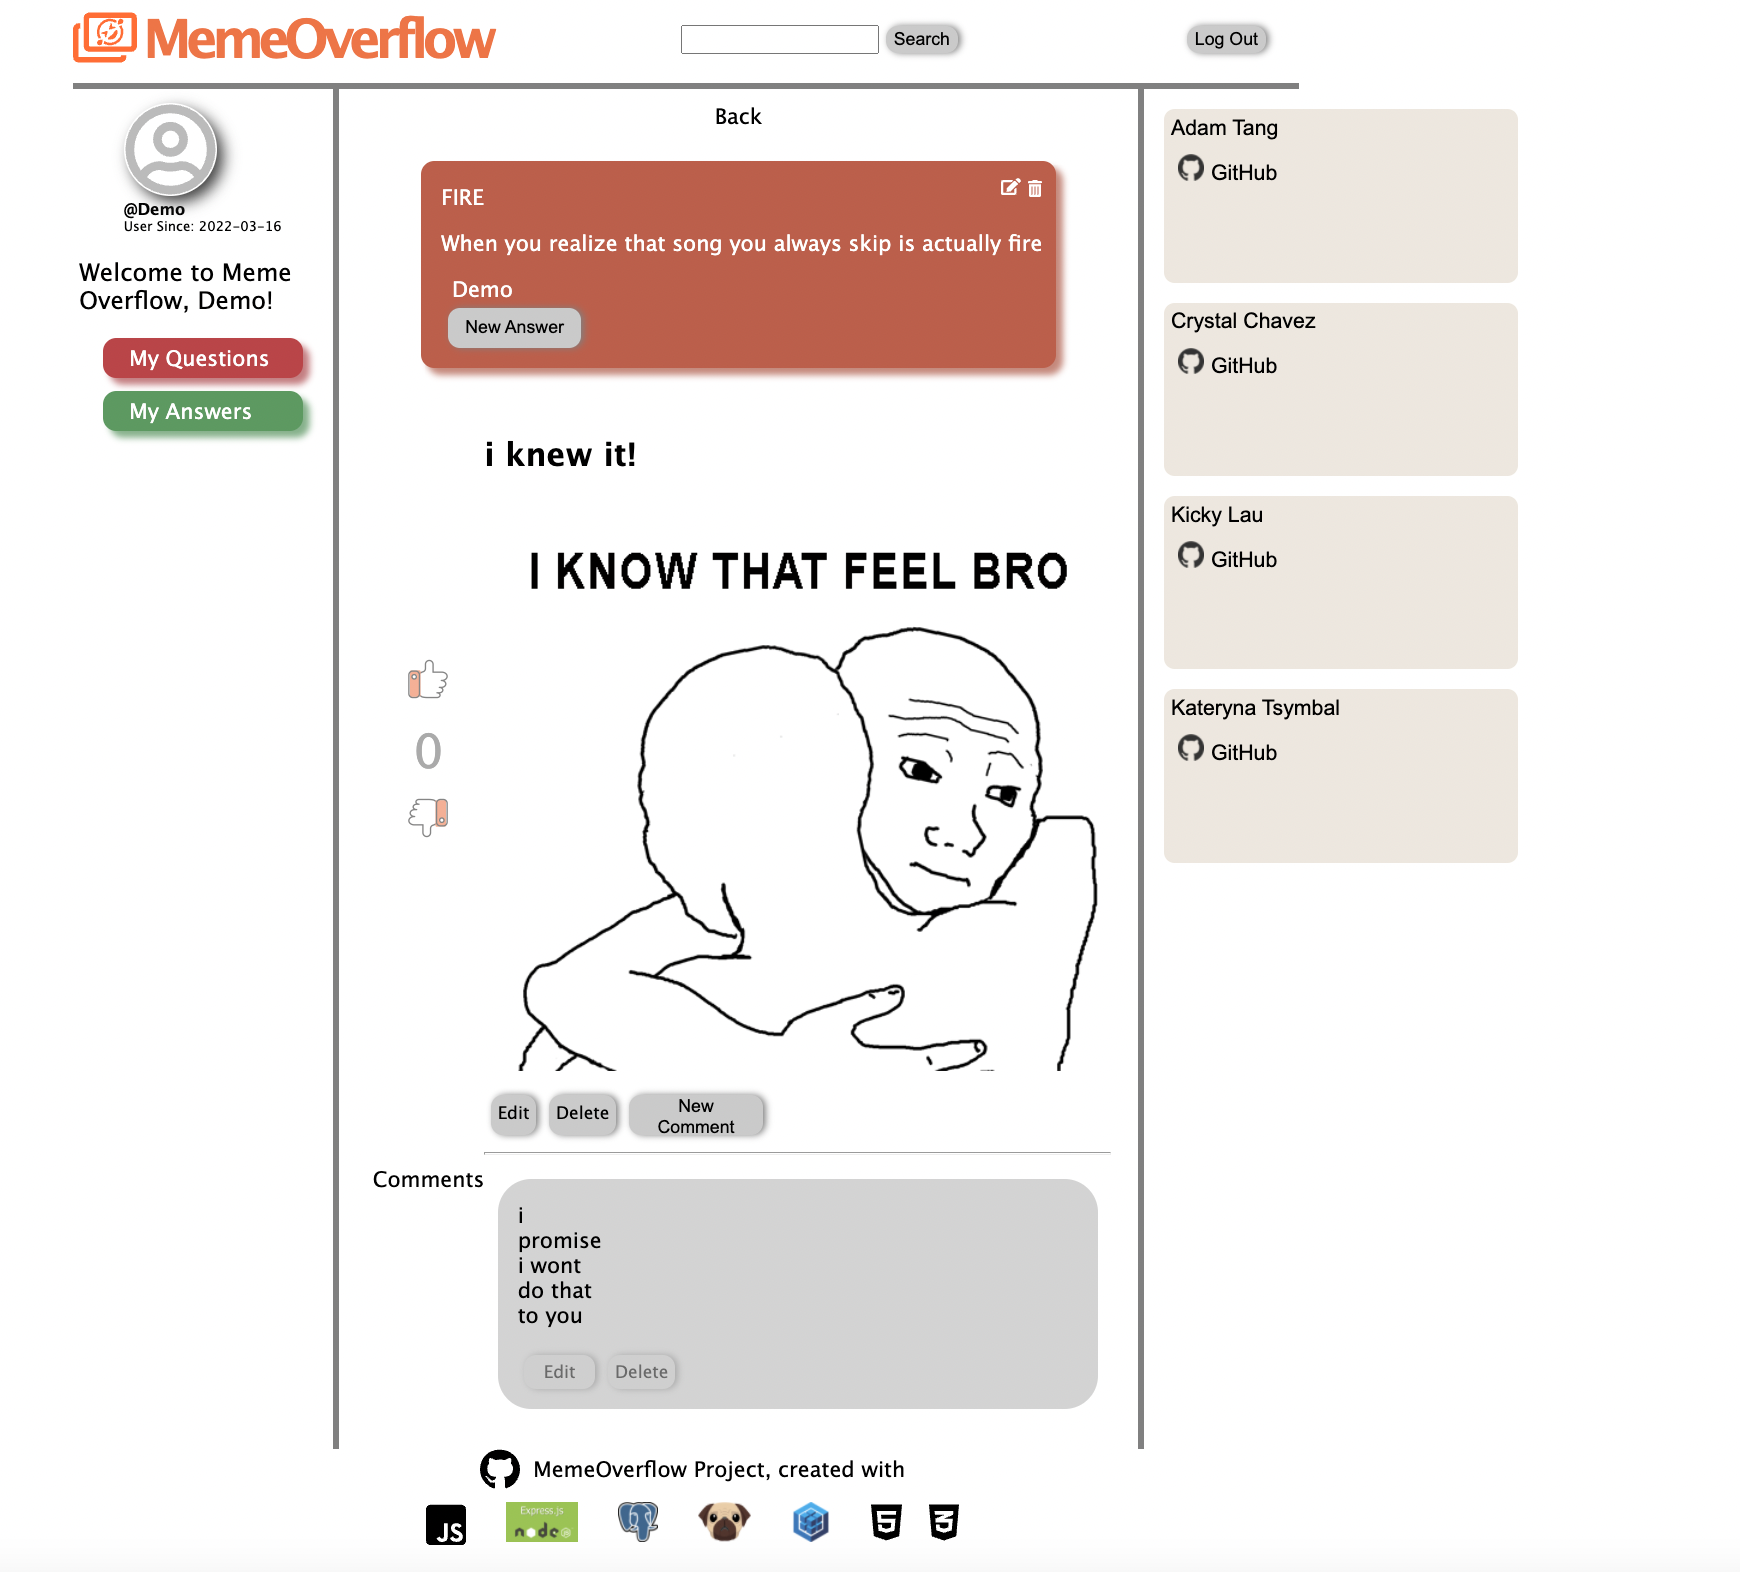 MemeOverflow
Search
Log Out
@Demo
User Since: 2022-03-16
Welcome to Meme
Overflow, Demo!
My Questions
My Answers
Back
FIRE
When you realize that song you always skip is actually fire
Demo
New Answer
i knew it!
I KNOW THAT FEEL BRO
0
Edit
Delete
New
Comment
Comments
i
promise
i wont
do that
to you
Edit
Delete
Adam Tang
GitHub
Crystal Chavez
GitHub
Kicky Lau
GitHub
Kateryna Tsymbal
GitHub
MemeOverflow Project, created with
JS
Express.js
node
JS
5
3